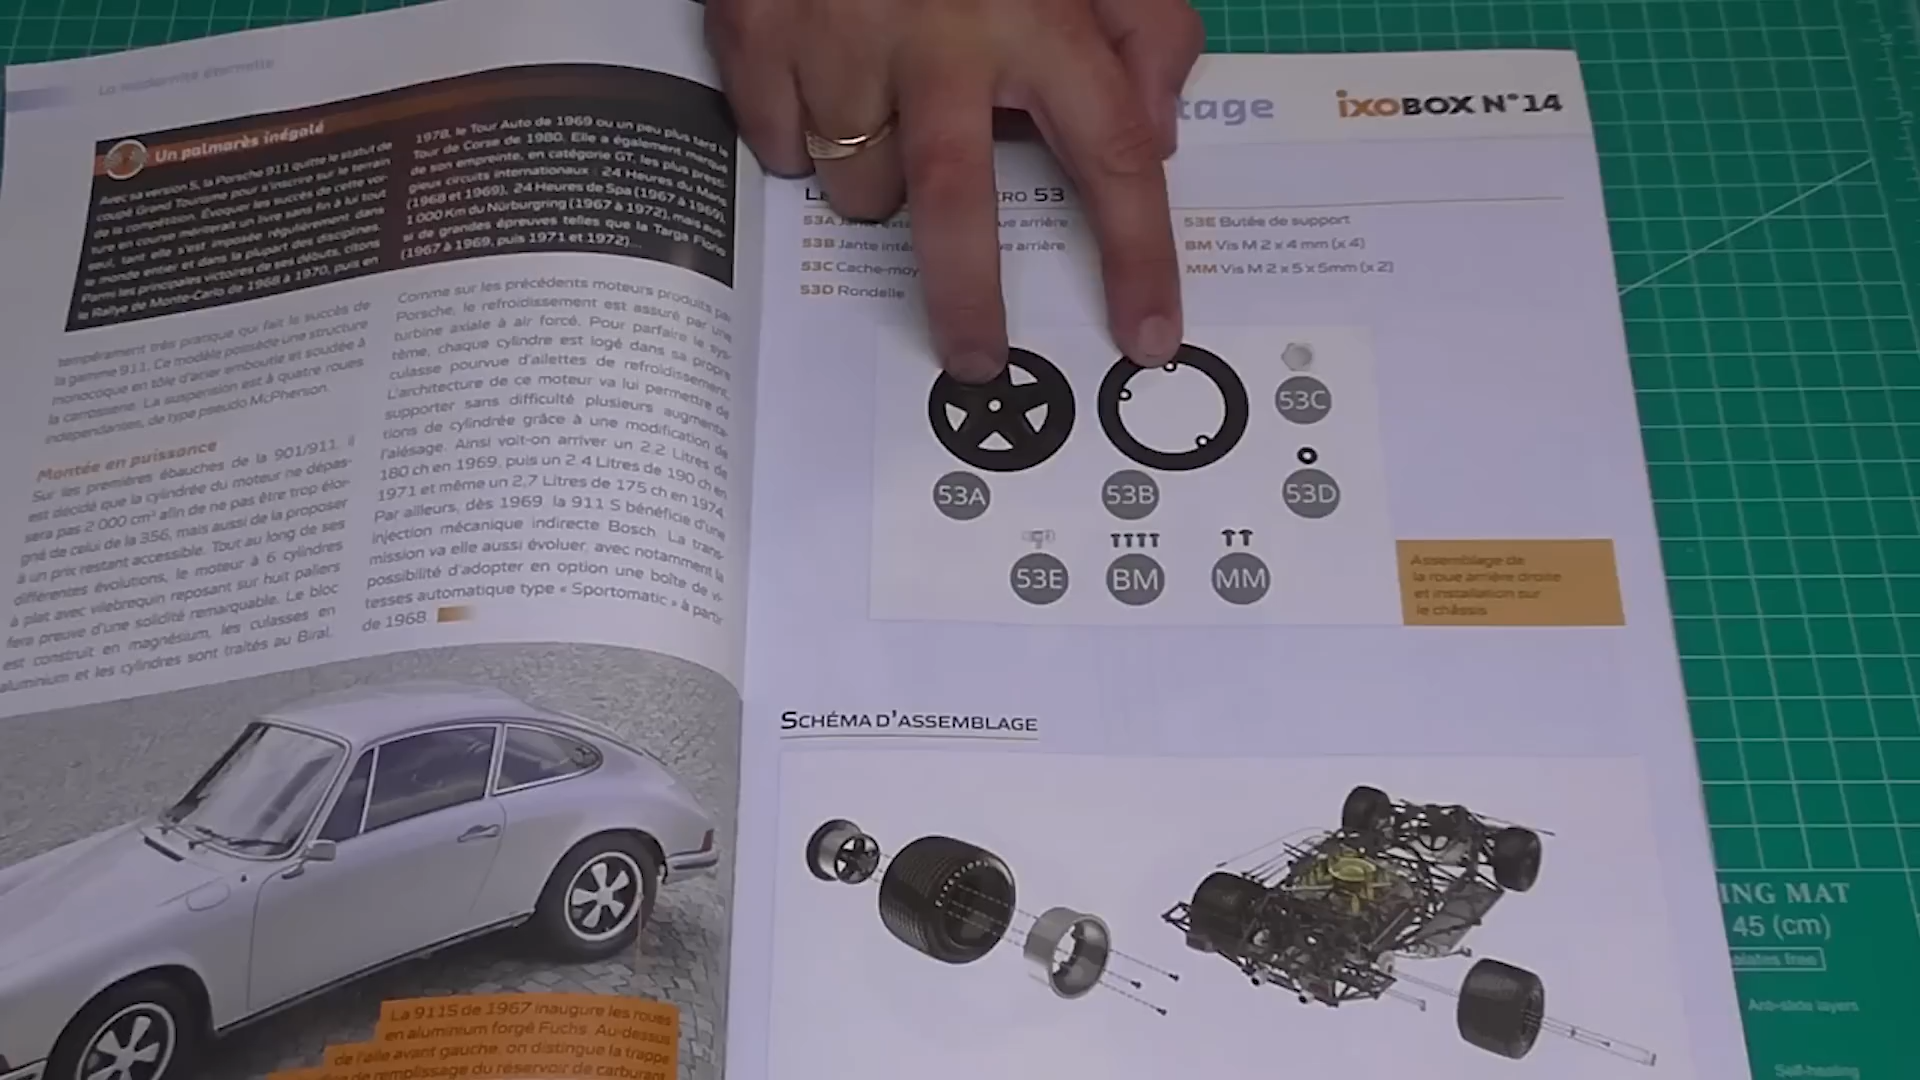 La modernité éternelle
Un palmarès inégalé
Avec sa version S, la Porsche 911 quitte le statut de
coupé Grand Tourisme pour s'inscrire sur le terrain
de la compétition. Évoquer les succès de cette voi-
ture en course mériterait un livre sans fin à lui tout
seul, tant elle s'est imposée régulièrement dans
le monde entier et dans la plupart des disciplines.
Parmi les principales victoires de ses débuts, citons
le Rallye de Monte-Carlo de 1968 à 1970, puis en
1978, le Tour Auto de 1969 ou un peu plus tard le
Tour de Corse de 1980. Elle a également marqué
de son empreinte, en catégorie GT, les plus presti-
gieux circuits internationaux : 24 Heures du Mans
(1968 et 1969), 24 Heures de Spa (1967 à 1969),
1 000 Km du Nürburgring (1967 à 1972), mais aus-
si de grandes épreuves telles que la Targa Florio
(1967 à 1969, puis 1971 et 1972)...
tempérament très pratique qui fait le succès de
la gamme 911. Ce modèle possède une structure
monocoque en tôle d'acier emboutie et soudée à
la carrosserie. La suspension est à quatre roues
indépendantes, de type pseudo McPherson.
Montée en puissance
Sur les premières ébauches de la 901/911, il
est décidé que la cylindrée du moteur ne dépas-
sera pas 2 000 cm³ afin de ne pas être trop éloi-
gné de celui de la 356, mais aussi de la proposer
à un prix restant accessible. Tout au long de ses
différentes évolutions, le moteur à 6 cylindres
à plat avec vilebrequin reposant sur huit paliers
fera preuve d'une solidité remarquable. Le bloc
est construit en magnésium, les culasses en
aluminium et les cylindres sont traités au Biral.
Comme sur les précédents moteurs produits par
Porsche, le refroidissement est assuré par une
turbine axiale à air forcé. Pour parfaire le sys-
tème, chaque cylindre est logé dans sa propre
culasse pourvue d'ailettes de refroidissement.
L'architecture de ce moteur va lui permettre de
supporter sans difficulté plusieurs augmenta-
tions de cylindrée grâce à une modification de
l'alésage. Ainsi voit-on arriver un 2,2 Litres de
180 ch en 1969, puis un 2.4 Litres de 190 ch en
1971 et même un 2,7 Litres de 175 ch en 1974.
Par ailleurs, dès 1969, la 911 S bénéficie d'une
injection mécanique indirecte Bosch. La trans-
mission va elle aussi évoluer, avec notamment la
possibilité d'adopter en option une boîte de vi-
tesses automatique type « Sportomatic » à partir
de 1968.
La 911S de 1967 inaugure les roues
en aluminium forgé Fuchs. Au-dessus
de l'aile avant gauche, on distingue la trappe
de remplissage du réservoir de carburant.
tage
ixoBOX N°14
53
53A
arrière
53B Jante
arrière
53C Cache-moy
53D Rondelle
53E Butée de support
BM Vis M 2 x 4 mm (x 4)
MM Vis M 2 x 5 x 5mm (x 2)
53A
53B
53C
53D
53E
BM
MM
Assemblage de
la roue arrière droite
et installation sur
le châssis
SCHÉMA D'ASSEMBLAGE
ING MAT
45 (cm)
free
Anti-slide layers
Self-healing